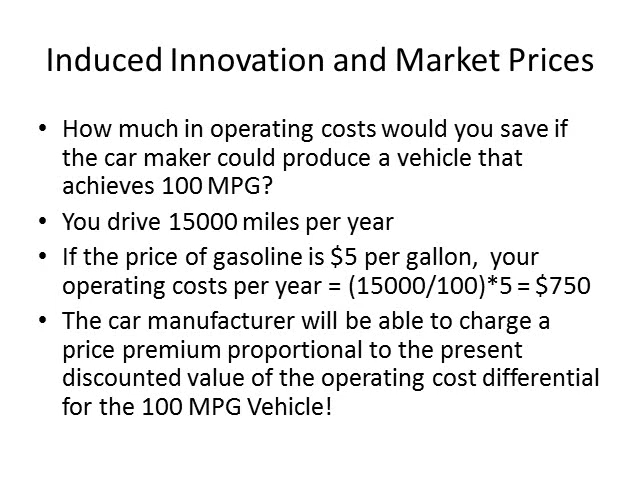 Induced Innovation and Market Prices
• How much in operating costs would you save if
the car maker could produce a vehicle that
achieves 100 MPG?
• You drive 15000 miles per year
• If the price of gasoline is $5 per gallon,  your
operating costs per year = (15000/100)*5 = $750
• The car manufacturer will be able to charge a
price premium proportional to the present
discounted value of the operating cost differential
for the 100 MPG Vehicle!